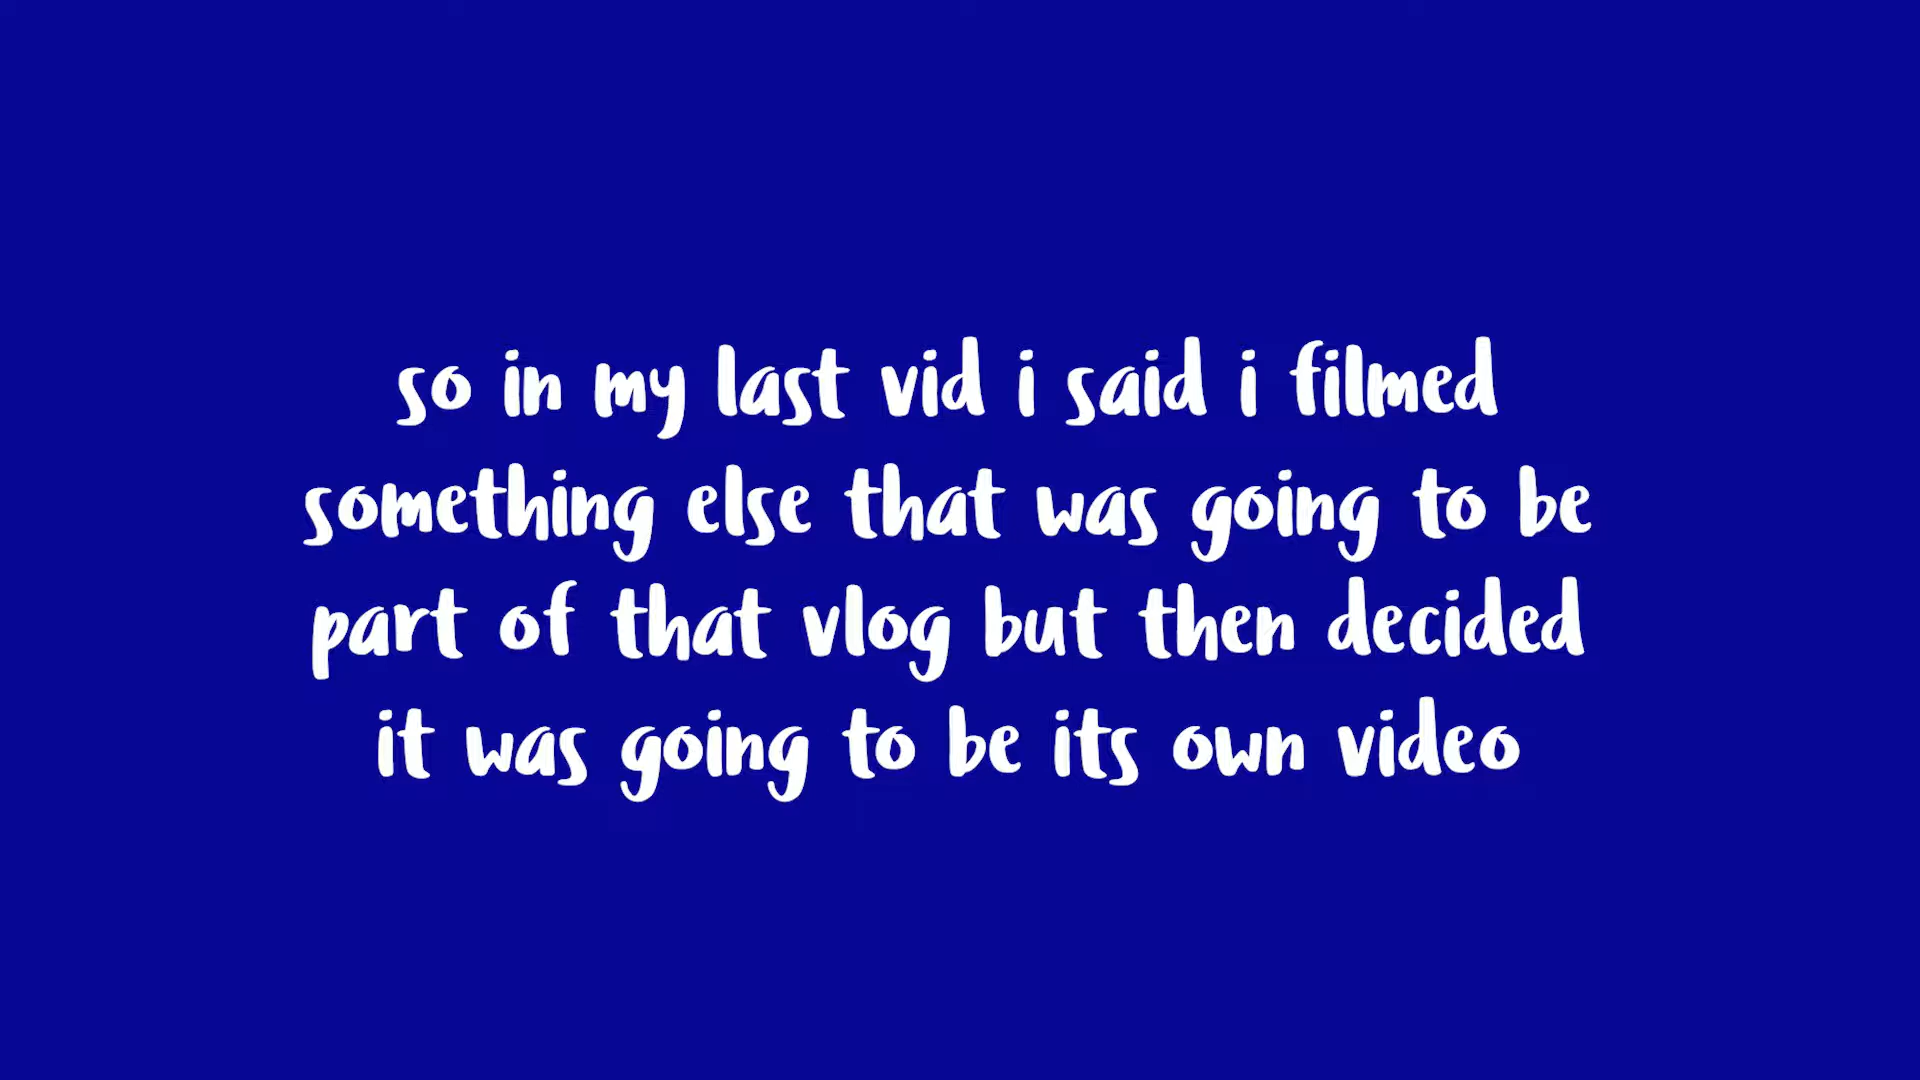 so in my last vid i said i filmed
something else that was going to be
part of that vlog but then decided
it was going to be its own video